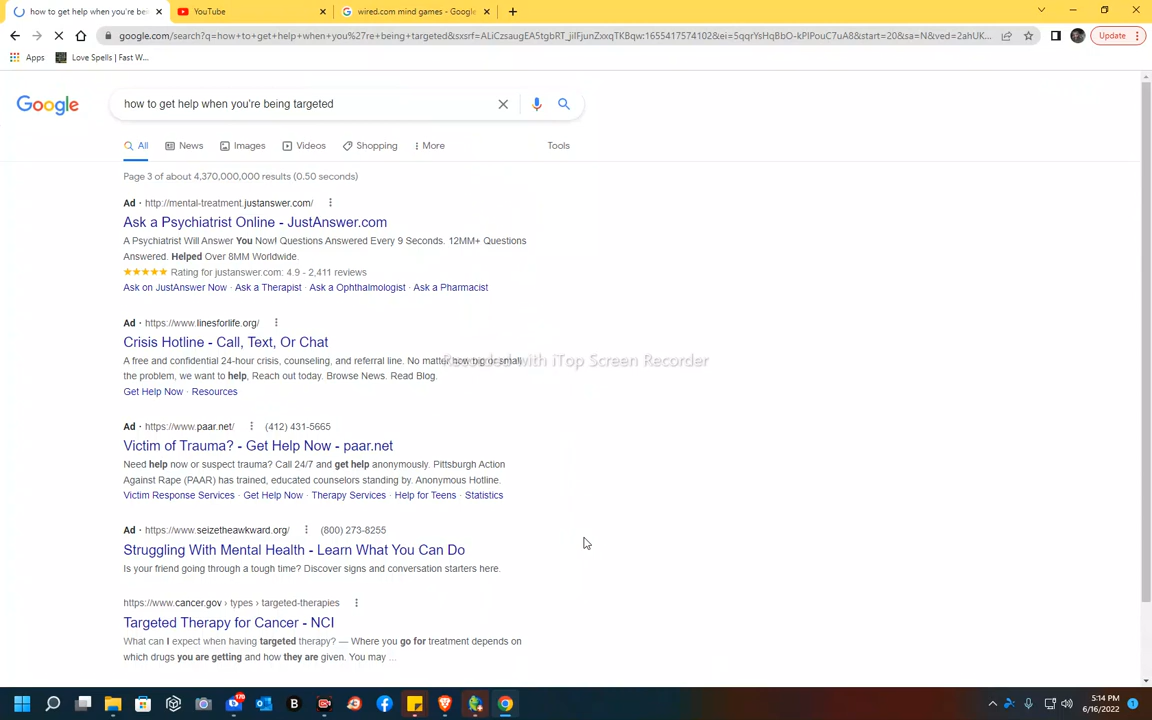 how to get help when you're bei
YouTube
wired.com mind games - Google
google.com/search?q=how+to+get+help+when+you%27re+being+targeted&sxsrf=ALiCzsaugEA5tgbRT_jiIFjunZxxqTKBqw:1655417574102&ei=5qqrYsHqBbO-kPIPouC7uA8&start=20&sa=N&ved=2ahUK...
Update
Apps
Love Spells | Fast W...
Google
how to get help when you're being targeted
All
News
Images
Videos
Shopping
More
Tools
Page 3 of about 4,370,000,000 results (0.50 seconds)
Ad · http://mental-treatment.justanswer.com/
Ask a Psychiatrist Online - JustAnswer.com
A Psychiatrist Will Answer You Now! Questions Answered Every 9 Seconds. 12MM+ Questions
Answered. Helped Over 8MM Worldwide.
Rating for justanswer.com: 4.9 - 2,411 reviews
Ask on JustAnswer Now · Ask a Therapist · Ask a Ophthalmologist · Ask a Pharmacist
Ad · https://www.linesforlife.org/
Crisis Hotline - Call, Text, Or Chat
A free and confidential 24-hour crisis, counseling, and referral line. No matter how big or small
Recorded with iTop Screen Recorder
the problem, we want to help, Reach out today. Browse News. Read Blog.
Get Help Now · Resources
Ad · https://www.paar.net/ (412) 431-5665
Victim of Trauma? - Get Help Now - paar.net
Need help now or suspect trauma? Call 24/7 and get help anonymously. Pittsburgh Action
Against Rape (PAAR) has trained, educated counselors standing by. Anonymous Hotline.
Victim Response Services · Get Help Now · Therapy Services · Help for Teens · Statistics
Ad · https://www.seizetheawkward.org/ (800) 273-8255
Struggling With Mental Health - Learn What You Can Do
Is your friend going through a tough time? Discover signs and conversation starters here.
https://www.cancer.gov › types › targeted-therapies
Targeted Therapy for Cancer - NCI
What can I expect when having targeted therapy? — Where you go for treatment depends on
which drugs you are getting and how they are given. You may ...
170
B
5:14 PM
6/16/2022
1